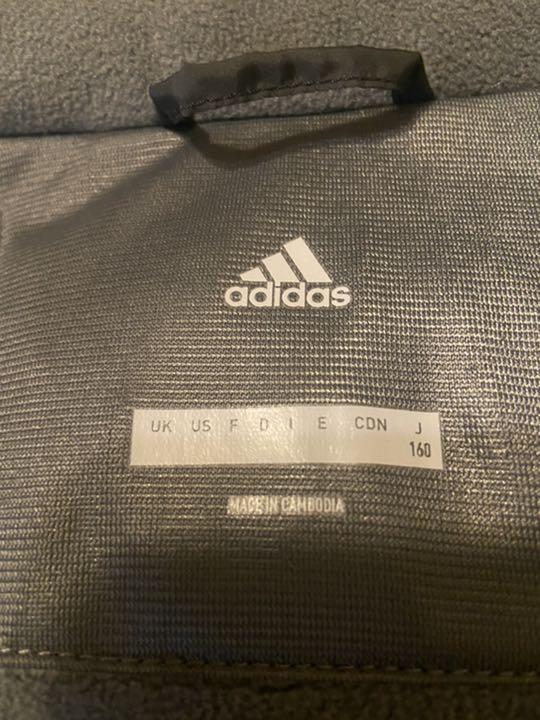 adidas
UK US F D I E CDN J
160
MADE IN CAMBODIA